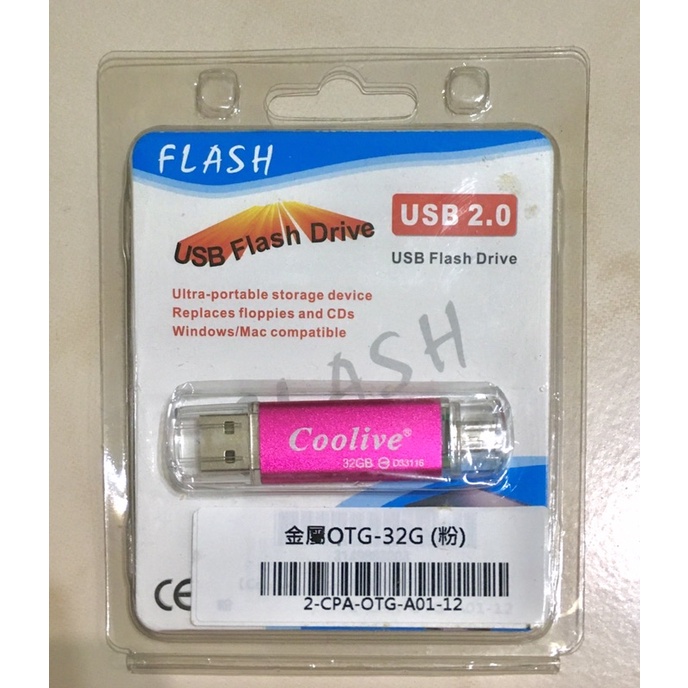 FLASH
USB Flash Drive
USB 2.0
USB Flash Drive
Ultra-portable storage device
Replaces floppies and CDs
Windows/Mac compatible
FLASH
Coolive®
32GB D33116
金屬OTG-32G (粉)
CE
2-CPA-OTG-A01-12